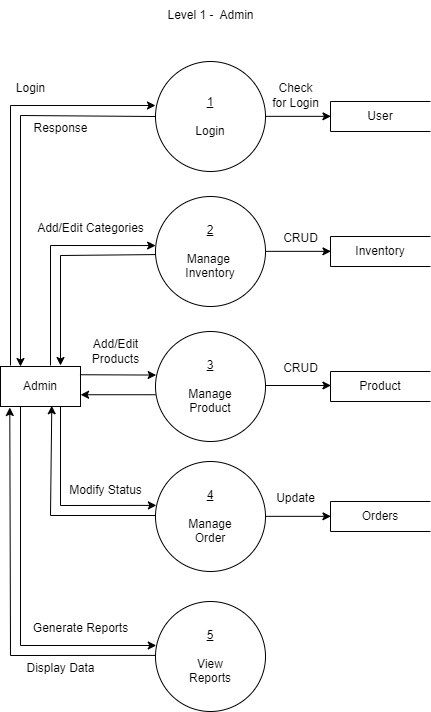 Level 1 -  Admin
Login
Response
1
Login
Check
for Login
User
Add/Edit Categories
2
Manage
Inventory
CRUD
Inventory
Add/Edit
Products
Admin
3
Manage
Product
CRUD
Product
Modify Status
4
Manage
Order
Update
Orders
Generate Reports
Display Data
5
View
Reports